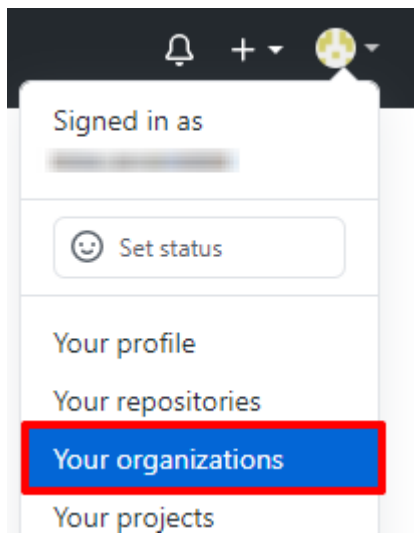 Signed in as
Set status
Your profile
Your repositories
Your organizations
Your projects